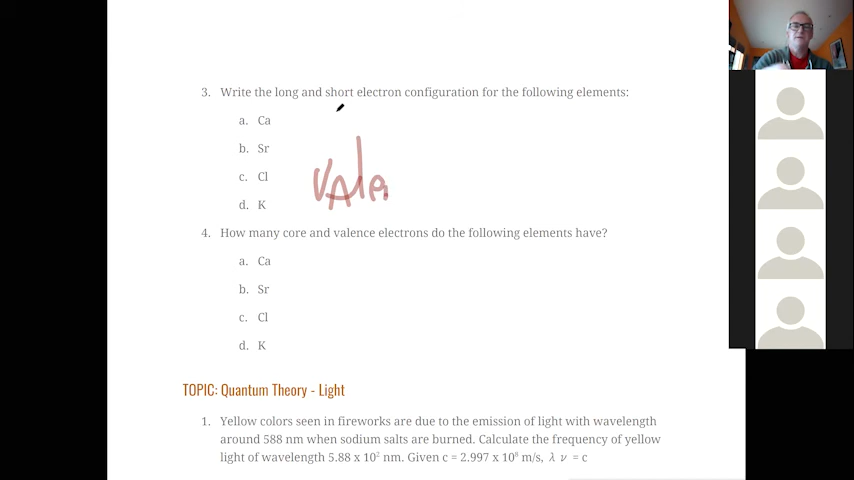 3. Write the long and short electron configuration for the following elements:
a. Ca
b. Sr
c. Cl
d. K
Vale
4. How many core and valence electrons do the following elements have?
a. Ca
b. Sr
c. Cl
d. K
TOPIC: Quantum Theory - Light
1. Yellow colors seen in fireworks are due to the emission of light with wavelength
around 588 nm when sodium salts are burned. Calculate the frequency of yellow
light of wavelength 5.88 x 10² nm. Given c = 2.997 x 10⁸ m/s, λ ν = c